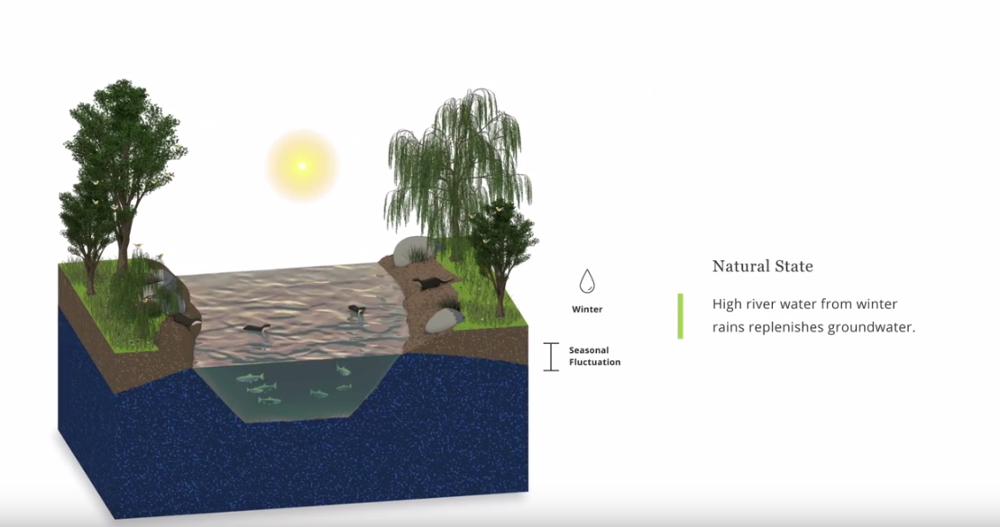 Winter
Seasonal
Fluctuation
Natural State
High river water from winter
rains replenishes groundwater.